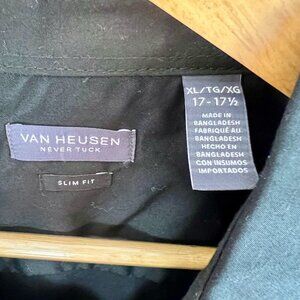 VAN HEUSEN
NEVER TUCK
SLIM FIT
XL/TG/XG
17 - 17½
MADE IN
BANGLADESH
FABRIQUÉ AU
BANGLADESH
HECHO EN
BANGLADESH
CON INSUMOS
IMPORTADOS